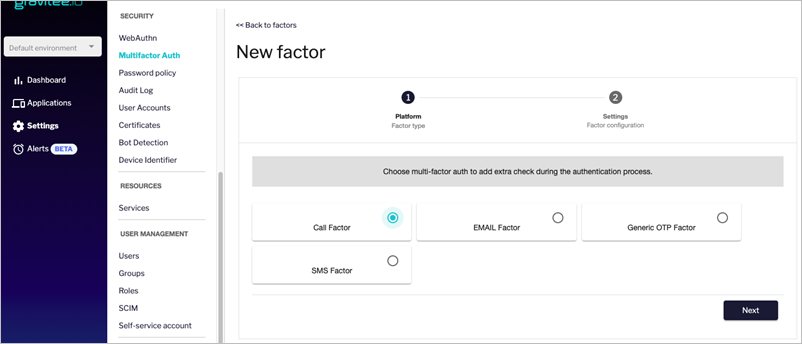 gravitee.io
Default environment
Dashboard
Applications
Settings
Alerts BETA
SECURITY
WebAuthn
Multifactor Auth
Password policy
Audit Log
User Accounts
Certificates
Bot Detection
Device Identifier
RESOURCES
Services
USER MANAGEMENT
Users
Groups
Roles
SCIM
Self-service account
<< Back to factors
New factor
1
Platform
Factor type
2
Settings
Factor configuration
Choose multi-factor auth to add extra check during the authentication process.
Call Factor
EMAIL Factor
Generic OTP Factor
SMS Factor
Next